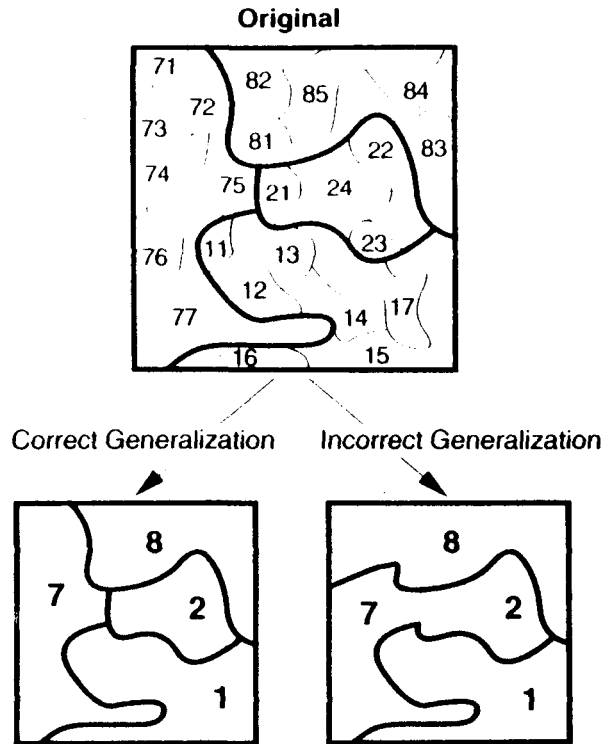 Original
71 82 85 84
72
73 81 22 83
74 75 21 24
76 11 13 23
12
77 14 17
16 15
Correct Generalization Incorrect Generalization
8 8
7 2 7 2
1 1